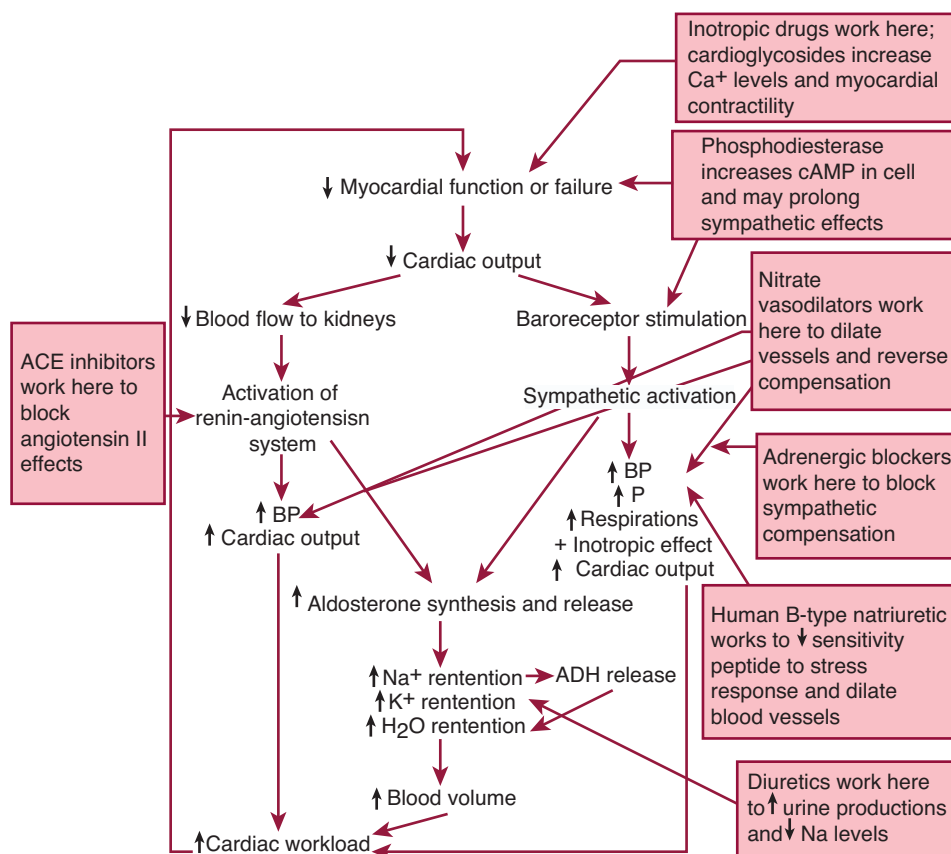 Inotropic drugs work here;
cardioglycosides increase
Ca+ levels and myocardial
contractility
Phosphodiesterase
increases cAMP in cell
and may prolong
sympathetic effects
↓ Myocardial function or failure
↓ Cardiac output
Nitrate
vasodilators work
here to dilate
vessels and reverse
compensation
↓ Blood flow to kidneys
Baroreceptor stimulation
ACE inhibitors
work here to
block
angiotensin II
effects
Activation of
renin-angiotensisn
system
Sympathetic activation
↑ BP
↑ Cardiac output
↑ BP
↑ P
↑ Respirations
+ Inotropic effect
↑ Cardiac output
Adrenergic blockers
work here to block
sympathetic
compensation
↑ Aldosterone synthesis and release
Human B-type natriuretic
works to ↓ sensitivity
peptide to stress
response and dilate
blood vessels
↑ Na+ rentention
ADH release
↑ K+ rentention
↑ H2O rentention
↑ Blood volume
Diuretics work here
to ↑ urine productions
and ↓ Na levels
↑ Cardiac workload